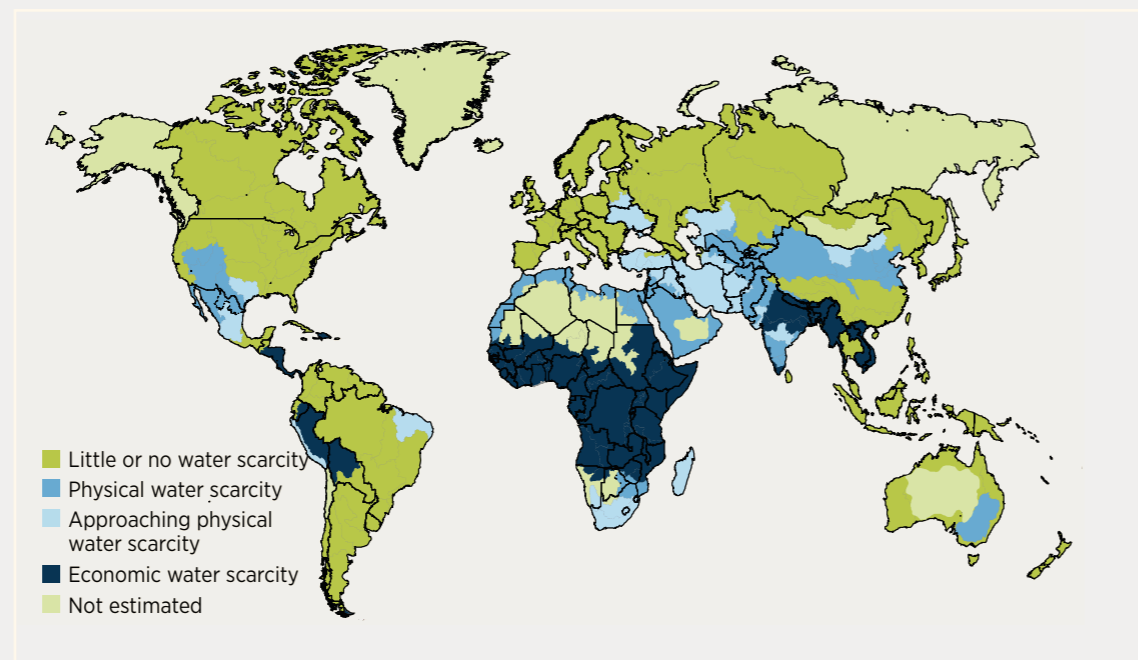 Little or no water scarcity
Physical water scarcity
Approaching physical
water scarcity
Economic water scarcity
Not estimated